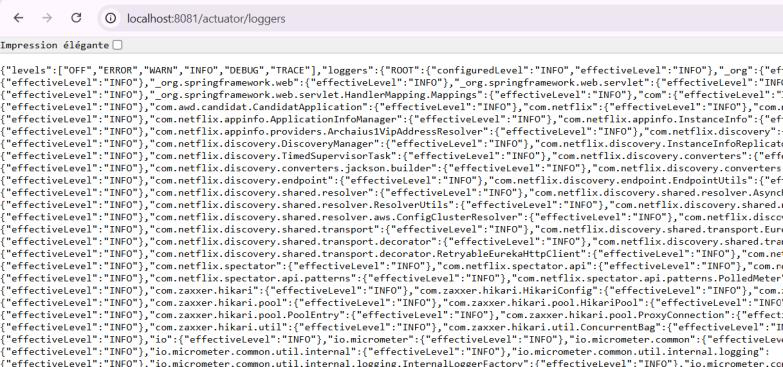 localhost:8081/actuator/loggers
Impression élégante
{"levels":["OFF","ERROR","WARN","INFO","DEBUG","TRACE"],"loggers":{"ROOT":{"configuredLevel":"INFO","effectiveLevel":"INFO"},"_org":{"ef
{"effectiveLevel":"INFO"},"_org.springframework.web":{"effectiveLevel":"INFO"},"_org.springframework.web.servlet":{"effectiveLevel":"INFO
{"effectiveLevel":"INFO"},"_org.springframework.web.servlet.HandlerMapping.Mappings":{"effectiveLevel":"INFO"},"com":{"effectiveLevel":"I
{"effectiveLevel":"INFO"},"com.awd.candidat.CandidatApplication":{"effectiveLevel":"INFO"},"com.netflix":{"effectiveLevel":"INFO"},"com.
{"effectiveLevel":"INFO"},"com.netflix.appinfo.ApplicationInfoManager":{"effectiveLevel":"INFO"},"com.netflix.appinfo.InstanceInfo":{"ef
{"effectiveLevel":"INFO"},"com.netflix.appinfo.providers.Archaius1VipAddressResolver":{"effectiveLevel":"INFO"},"com.netflix.discovery":
{"effectiveLevel":"INFO"},"com.netflix.discovery.DiscoveryManager":{"effectiveLevel":"INFO"},"com.netflix.discovery.InstanceInfoReplicato
{"effectiveLevel":"INFO"},"com.netflix.discovery.TimedSupervisorTask":{"effectiveLevel":"INFO"},"com.netflix.discovery.converters":{"effe
{"effectiveLevel":"INFO"},"com.netflix.discovery.converters.jackson.builder":{"effectiveLevel":"INFO"},"com.netflix.discovery.converters
{"effectiveLevel":"INFO"},"com.netflix.discovery.endpoint":{"effectiveLevel":"INFO"},"com.netflix.discovery.endpoint.EndpointUtils":{"ef
{"effectiveLevel":"INFO"},"com.netflix.discovery.shared.resolver":{"effectiveLevel":"INFO"},"com.netflix.discovery.shared.resolver.Async
{"effectiveLevel":"INFO"},"com.netflix.discovery.shared.resolver.ResolverUtils":{"effectiveLevel":"INFO"},"com.netflix.discovery.shared.
{"effectiveLevel":"INFO"},"com.netflix.discovery.shared.resolver.aws.ConfigClusterResolver":{"effectiveLevel":"INFO"},"com.netflix.disco
{"effectiveLevel":"INFO"},"com.netflix.discovery.shared.transport":{"effectiveLevel":"INFO"},"com.netflix.discovery.shared.transport.Eur
{"effectiveLevel":"INFO"},"com.netflix.discovery.shared.transport.decorator":{"effectiveLevel":"INFO"},"com.netflix.discovery.shared.tra
{"effectiveLevel":"INFO"},"com.netflix.discovery.shared.transport.decorator.RetryableEurekaHttpClient":{"effectiveLevel":"INFO"},"com.ne
{"effectiveLevel":"INFO"},"com.netflix.spectator":{"effectiveLevel":"INFO"},"com.netflix.spectator.api":{"effectiveLevel":"INFO"},"com.n
{"effectiveLevel":"INFO"},"com.netflix.spectator.api.patterns":{"effectiveLevel":"INFO"},"com.netflix.spectator.api.patterns.PolledMeter"
{"effectiveLevel":"INFO"},"com.zaxxer.hikari":{"effectiveLevel":"INFO"},"com.zaxxer.hikari.HikariConfig":{"effectiveLevel":"INFO"},"com.
{"effectiveLevel":"INFO"},"com.zaxxer.hikari.pool":{"effectiveLevel":"INFO"},"com.zaxxer.hikari.pool.HikariPool":{"effectiveLevel":"INFO"
{"effectiveLevel":"INFO"},"com.zaxxer.hikari.pool.PoolEntry":{"effectiveLevel":"INFO"},"com.zaxxer.hikari.pool.ProxyConnection":{"effecti
{"effectiveLevel":"INFO"},"com.zaxxer.hikari.util":{"effectiveLevel":"INFO"},"com.zaxxer.hikari.util.ConcurrentBag":{"effectiveLevel":"I
{"effectiveLevel":"INFO"},"io":{"effectiveLevel":"INFO"},"io.micrometer":{"effectiveLevel":"INFO"},"io.micrometer.common":{"effectiveLev
{"effectiveLevel":"INFO"},"io.micrometer.common.util.internal":{"effectiveLevel":"INFO"},"io.micrometer.common.util.internal.logging":
{"effectiveLevel":"INFO"},"io.micrometer.common.util.internal.logging.InternalLoggerFactory":{"effectiveLevel":"INFO"},"io.micrometer.co